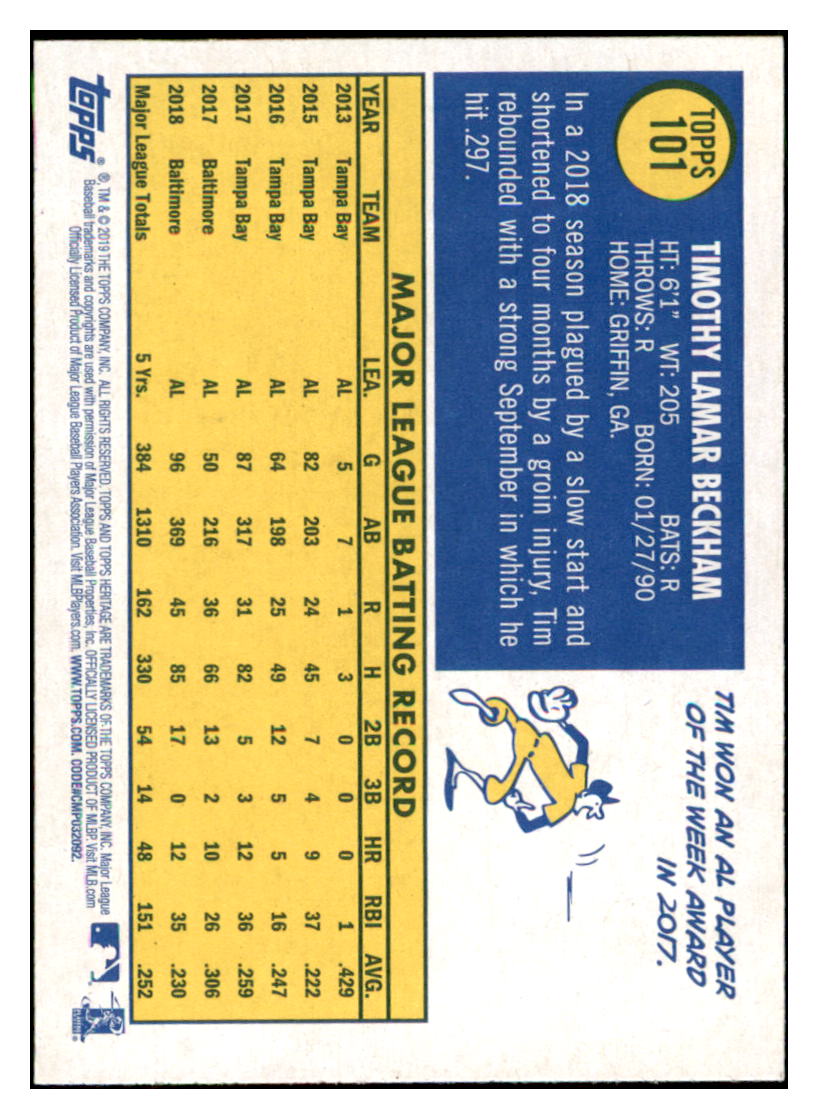 TOPPS
101
TIMOTHY LAMAR BECKHAM
HT: 6'1" WT: 205 BATS: R
THROWS: R BORN: 01/27/90
HOME: GRIFFIN, GA.
In a 2018 season plagued by a slow start and
shortened to four months by a groin injury, Tim
rebounded with a strong September in which he
hit .297.
TIM WON AN AL PLAYER
OF THE WEEK AWARD
IN 2017.
MAJOR LEAGUE BATTING RECORD
YEAR TEAM LEA. G AB R H 2B 3B HR RBI AVG.
2013 Tampa Bay AL 5 7 1 3 0 0 0 1 .429
2015 Tampa Bay AL 82 203 24 45 7 4 9 37 .222
2016 Tampa Bay AL 64 198 25 49 12 5 5 16 .247
2017 Tampa Bay AL 87 317 31 82 5 3 12 36 .259
2017 Baltimore AL 50 216 36 66 13 2 10 26 .306
2018 Baltimore AL 96 369 45 85 17 0 12 35 .230
Major League Totals 5 Yrs. 384 1310 162 330 54 14 48 151 .252
topps®
®, TM & © 2019 THE TOPPS COMPANY, INC. ALL RIGHTS RESERVED. TOPPS AND TOPPS HERITAGE ARE TRADEMARKS OF THE TOPPS COMPANY, INC. Major League
Baseball trademarks and copyrights are used with permission of Major League Baseball Properties, Inc. OFFICIALLY LICENSED PRODUCT OF MLBP. Visit MLB.com
Officially Licensed Product of Major League Baseball Players Association. Visit MLBPlayers.com. WWW.TOPPS.COM. CODE#CMP032092.